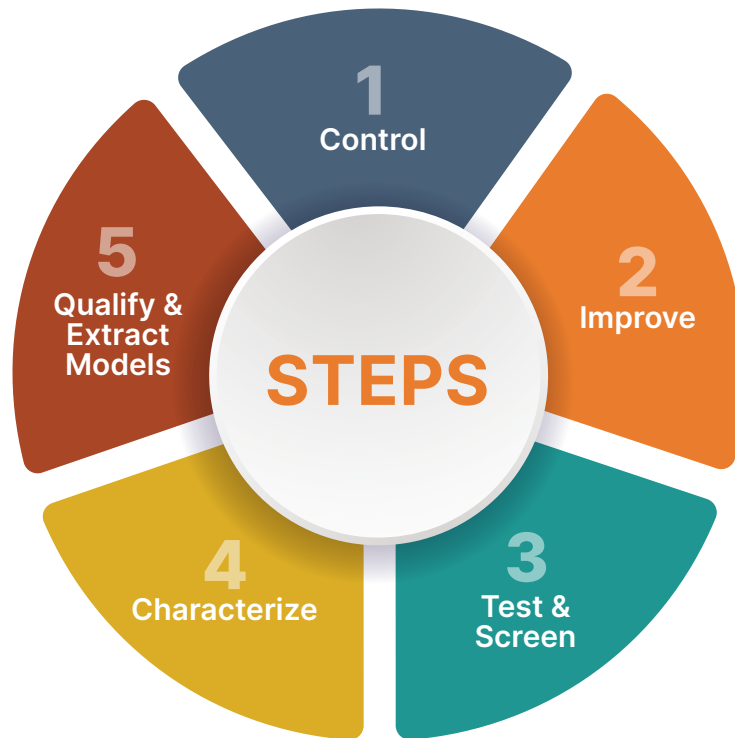 1
Control
2
Improve
3
Test &
Screen
4
Characterize
5
Qualify &
Extract
Models
STEPS